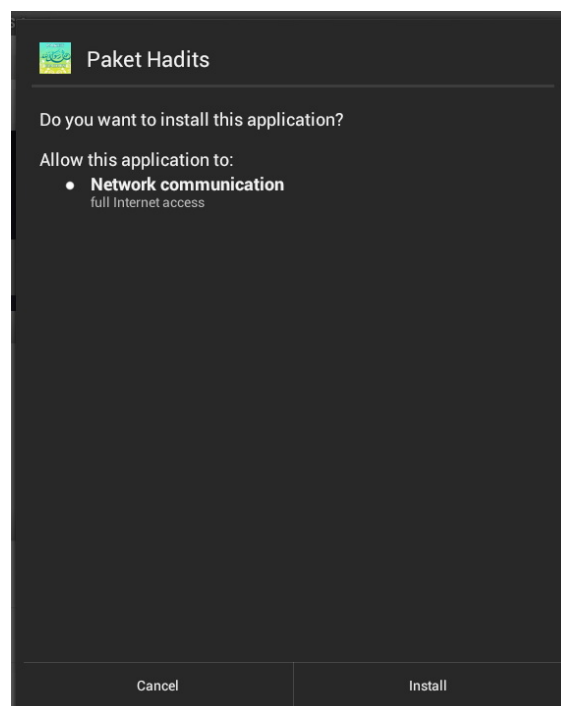 Paket Hadits
Do you want to install this application?
Allow this application to:
● Network communication
full Internet access
Cancel
Install